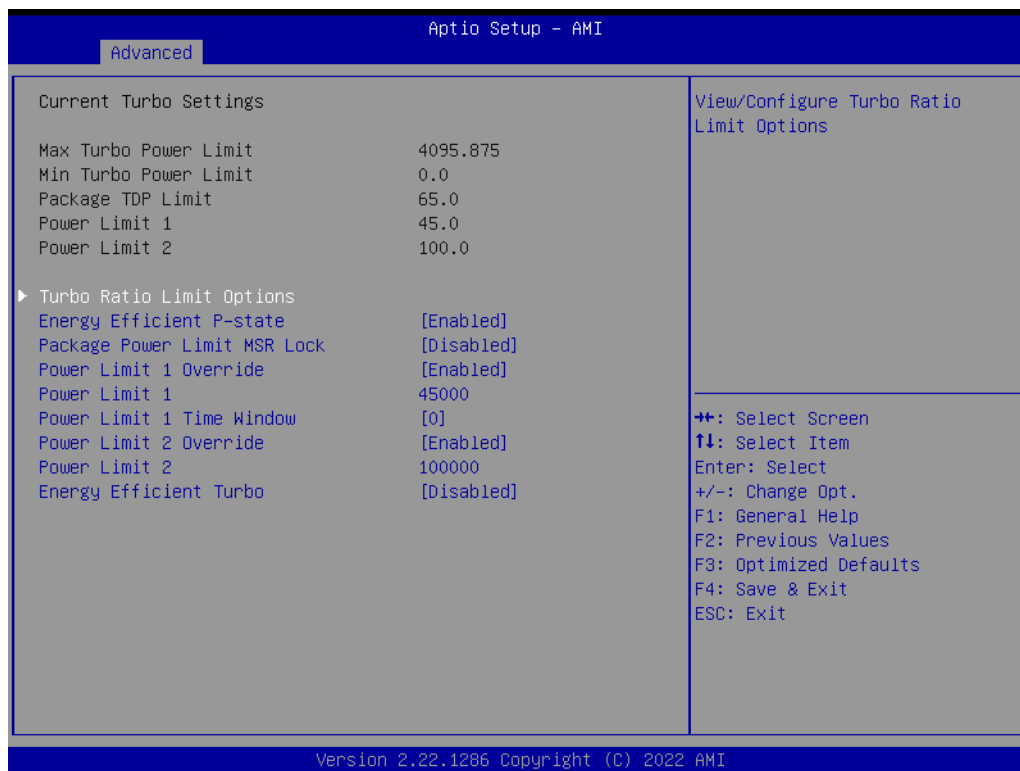 Aptio Setup - AMI
Advanced
Current Turbo Settings
Max Turbo Power Limit 4095.875
Min Turbo Power Limit 0.0
Package TDP Limit 65.0
Power Limit 1 45.0
Power Limit 2 100.0
Turbo Ratio Limit Options
Energy Efficient P-state [Enabled]
Package Power Limit MSR Lock [Disabled]
Power Limit 1 Override [Enabled]
Power Limit 1 45000
Power Limit 1 Time Window [0]
Power Limit 2 Override [Enabled]
Power Limit 2 100000
Energy Efficient Turbo [Disabled]
View/Configure Turbo Ratio
Limit Options
→←: Select Screen
↑↓: Select Item
Enter: Select
+/-: Change Opt.
F1: General Help
F2: Previous Values
F3: Optimized Defaults
F4: Save & Exit
ESC: Exit
Version 2.22.1286 Copyright (C) 2022 AMI